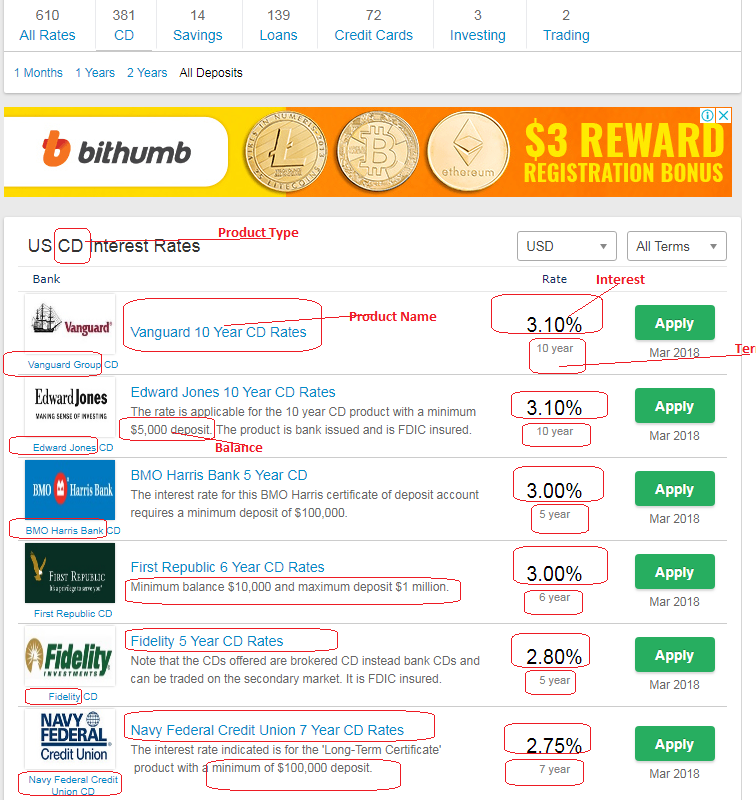 610 381 14 139 72 3 2
All Rates CD Savings Loans Credit Cards Investing Trading
1 Months 1 Years 2 Years All Deposits
bithumb
LITECOIN
ethereum
$3 REWARD
REGISTRATION BONUS
Product Type
US CD Interest Rates
USD All Terms
Bank Rate Interest
Vanguard
Vanguard 10 Year CD Rates
Product Name
3.10%
Apply
10 year
Mar 2018
Ter
Vanguard Group CD
Edward Jones
MAKING SENSE OF INVESTING
Edward Jones 10 Year CD Rates
The rate is applicable for the 10 year CD product with a minimum
$5,000 deposit. The product is bank issued and is FDIC insured.
Balance
3.10%
Apply
10 year
Mar 2018
Edward Jones CD
BMO Harris Bank
BMO Harris Bank 5 Year CD
The interest rate for this BMO Harris certificate of deposit account
requires a minimum deposit of $100,000.
3.00%
Apply
5 year
Mar 2018
BMO Harris Bank CD
First Republic
It's a privilege to serve you
First Republic 6 Year CD Rates
Minimum balance $10,000 and maximum deposit $1 million.
3.00%
Apply
6 year
Mar 2018
First Republic CD
Fidelity
INVESTMENTS
Fidelity 5 Year CD Rates
Note that the CDs offered are brokered CD instead bank CDs and
can be traded on the secondary market. It is FDIC insured.
2.80%
Apply
5 year
Mar 2018
Fidelity CD
NAVY
FEDERAL
Credit Union
Navy Federal Credit Union 7 Year CD Rates
The interest rate indicated is for the 'Long-Term Certificate'
product with a minimum of $100,000 deposit.
2.75%
Apply
7 year
Mar 2018
Navy Federal Credit
Union CD